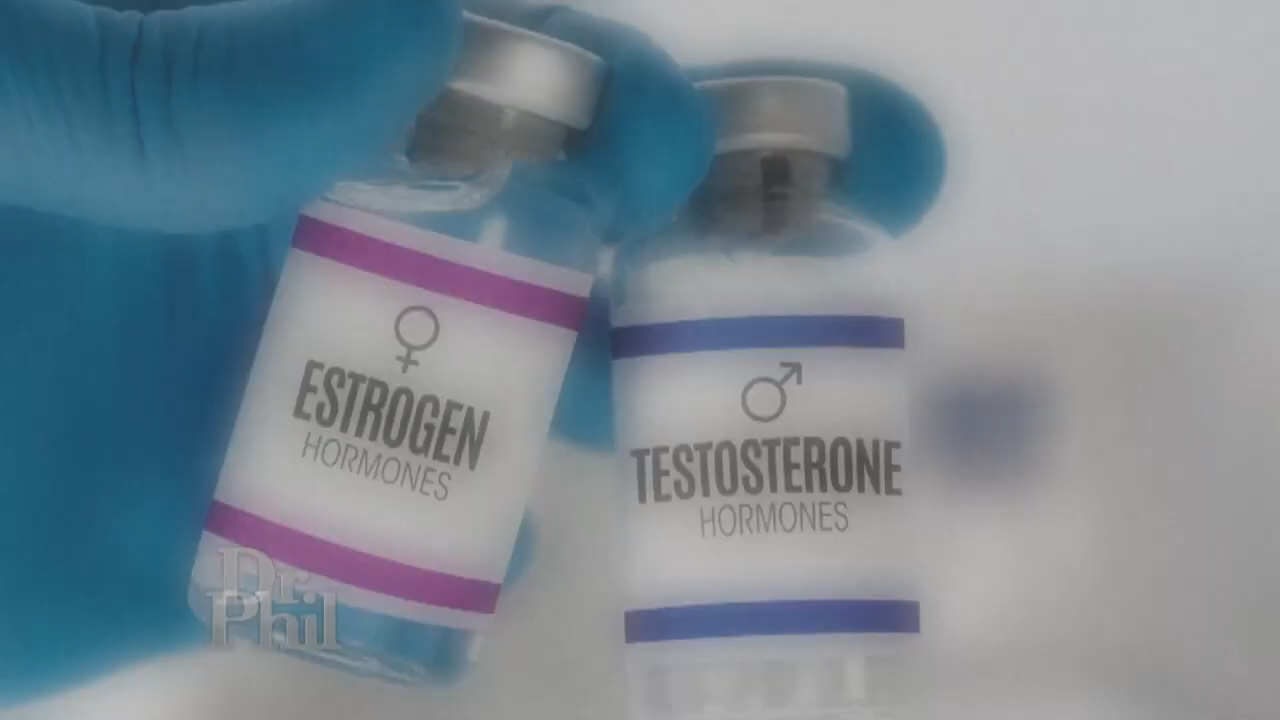 ESTROGEN
HORMONES
TESTOSTERONE
HORMONES
Dr.
Phil